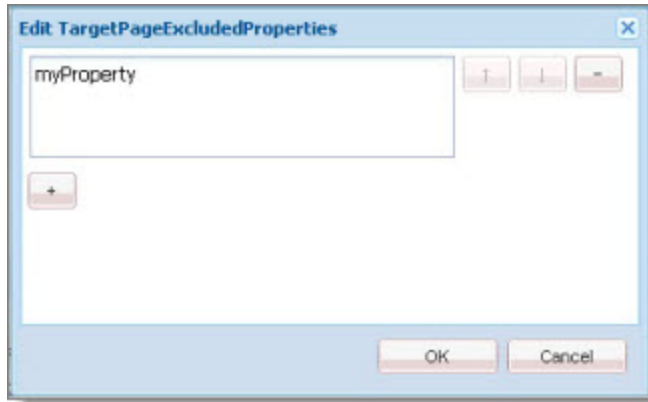 Edit TargetPageExcludedProperties
myProperty
↑ ↓ -
+
OK Cancel